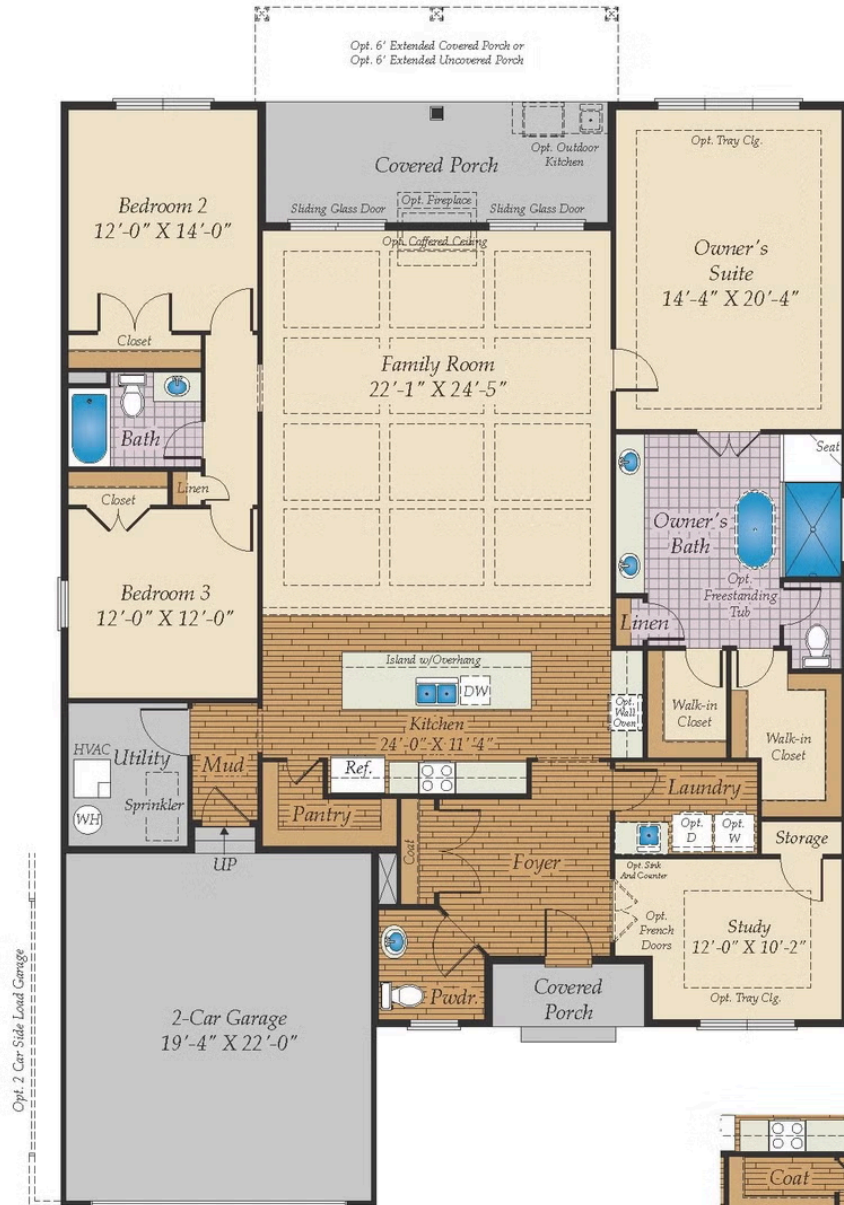 Opt. 6' Extended Covered Porch or
Opt. 6' Extended Uncovered Porch
Opt. Outdoor
Kitchen
Covered Porch
Opt. Fireplace
Sliding Glass Door
Sliding Glass Door
Opt. Coffered Ceiling
Bedroom 2
12'-0" X 14'-0"
Closet
Opt. Tray Clg.
Owner's
Suite
14'-4" X 20'-4"
Family Room
22'-1" X 24'-5"
Bath
Linen
Closet
Bedroom 3
12'-0" X 12'-0"
Seat
Owner's
Bath
Opt.
Freestanding
Tub
Linen
Island w/Overhang
DW
Kitchen
24'-0" X 11'-4"
Opt.
Wall
Oven
Walk-in
Closet
Walk-in
Closet
HVAC
Utility
Sprinkler
WH
Mud
UP
Ref.
Pantry
Coat
Foyer
Laundry
Opt.
D
Opt.
W
Opt. Sink
And Counter
Storage
Opt.
French
Doors
Study
12'-0" X 10'-2"
Opt. Tray Clg.
Pwdr.
Covered
Porch
2-Car Garage
19'-4" X 22'-0"
Opt. 2 Car Side Load Garage
Coat